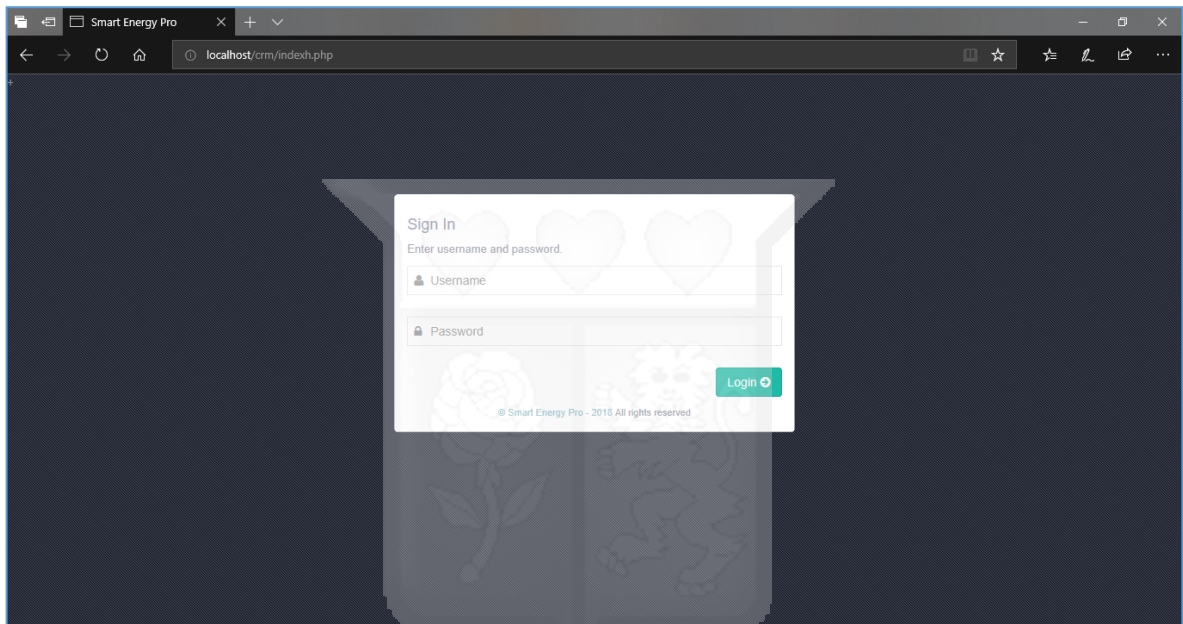 Smart Energy Pro
localhost/crm/indexh.php
+
Sign In
Enter username and password.
Username
Password
Login
© Smart Energy Pro - 2018 All rights reserved